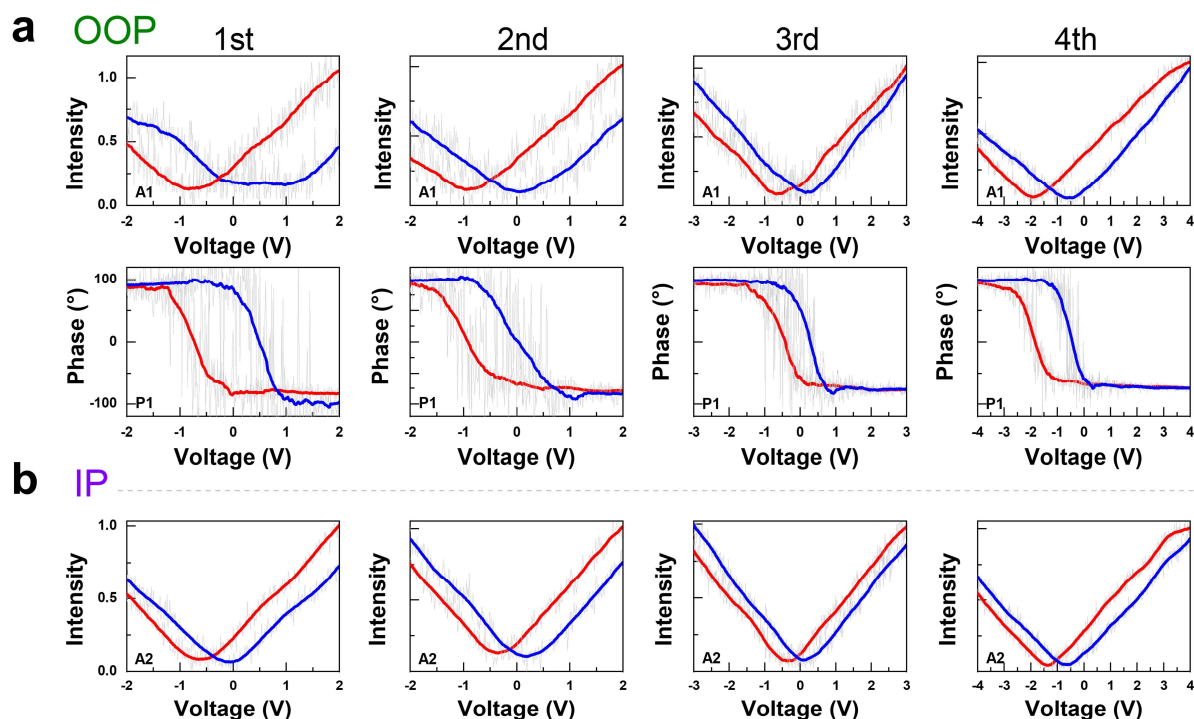 a OOP
1st 2nd 3rd 4th
Intensity 1.0 0.5 0.0 A1 -2 -1 0 1 2 Voltage (V)
Intensity A1 -2 -1 0 1 2 Voltage (V)
Intensity A1 -3 -2 -1 0 1 2 3 Voltage (V)
Intensity A1 -4 -3 -2 -1 0 1 2 3 4 Voltage (V)
Phase (°) 100 0 -100 P1 -2 -1 0 1 2 Voltage (V)
Phase (°) P1 -2 -1 0 1 2 Voltage (V)
Phase (°) P1 -3 -2 -1 0 1 2 3 Voltage (V)
Phase (°) P1 -4 -3 -2 -1 0 1 2 3 4 Voltage (V)
b IP
Intensity 1.0 0.5 0.0 A2 -2 -1 0 1 2 Voltage (V)
Intensity A2 -2 -1 0 1 2 Voltage (V)
Intensity A2 -3 -2 -1 0 1 2 3 Voltage (V)
Intensity A2 -4 -3 -2 -1 0 1 2 3 4 Voltage (V)